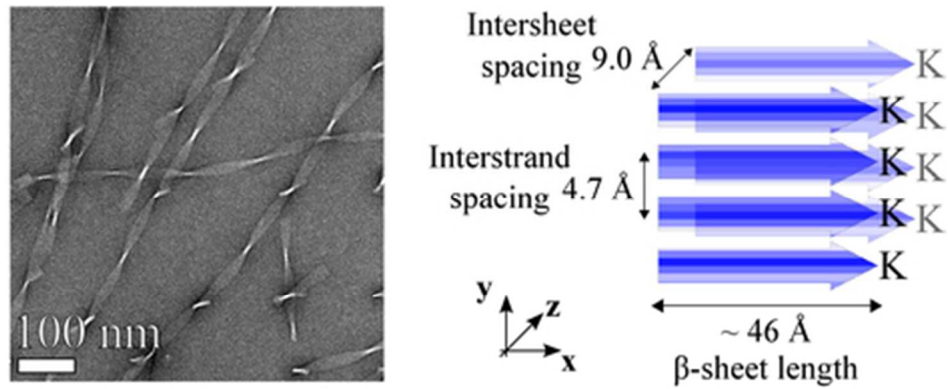 100 nm
Intersheet
spacing 9.0 Å
K
K K
Interstrand
K K
spacing 4.7 Å
K K
K
y
z
x
~ 46 Å
β-sheet length